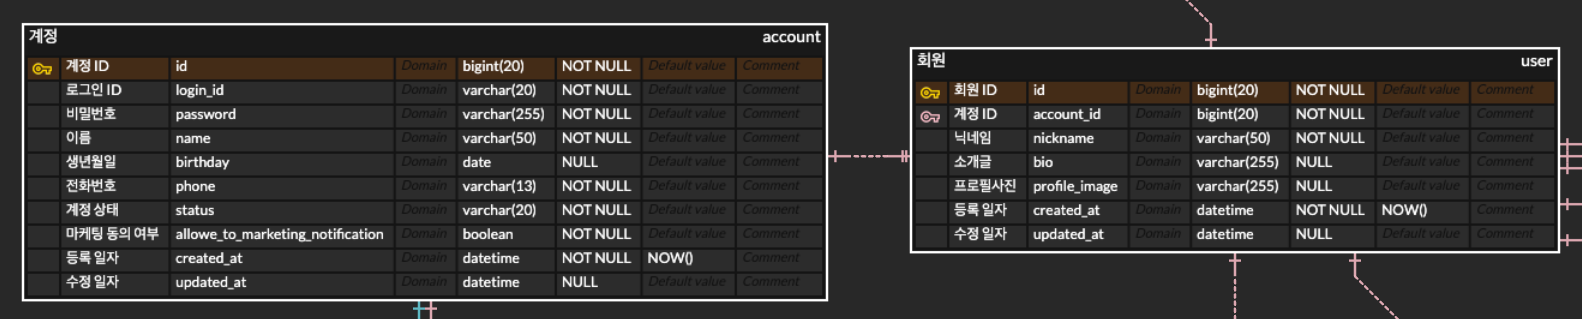 계정
account
계정 ID id Domain bigint(20) NOT NULL Default value Comment
로그인 ID login_id Domain varchar(20) NOT NULL Default value Comment
비밀번호 password Domain varchar(255) NOT NULL Default value Comment
이름 name Domain varchar(50) NOT NULL Default value Comment
생년월일 birthday Domain date NULL Default value Comment
전화번호 phone Domain varchar(13) NOT NULL Default value Comment
계정 상태 status Domain varchar(20) NOT NULL Default value Comment
마케팅 동의 여부 allowe_to_marketing_notification Domain boolean NOT NULL Default value Comment
등록 일자 created_at Domain datetime NOT NULL NOW() Comment
수정 일자 updated_at Domain datetime NULL Default value Comment
회원
user
회원 ID id Domain bigint(20) NOT NULL Default value Comment
계정 ID account_id Domain bigint(20) NOT NULL Default value Comment
닉네임 nickname Domain varchar(50) NOT NULL Default value Comment
소개글 bio Domain varchar(255) NULL Default value Comment
프로필사진 profile_image Domain varchar(255) NULL Default value Comment
등록 일자 created_at Domain datetime NOT NULL NOW() Comment
수정 일자 updated_at Domain datetime NULL Default value Comment